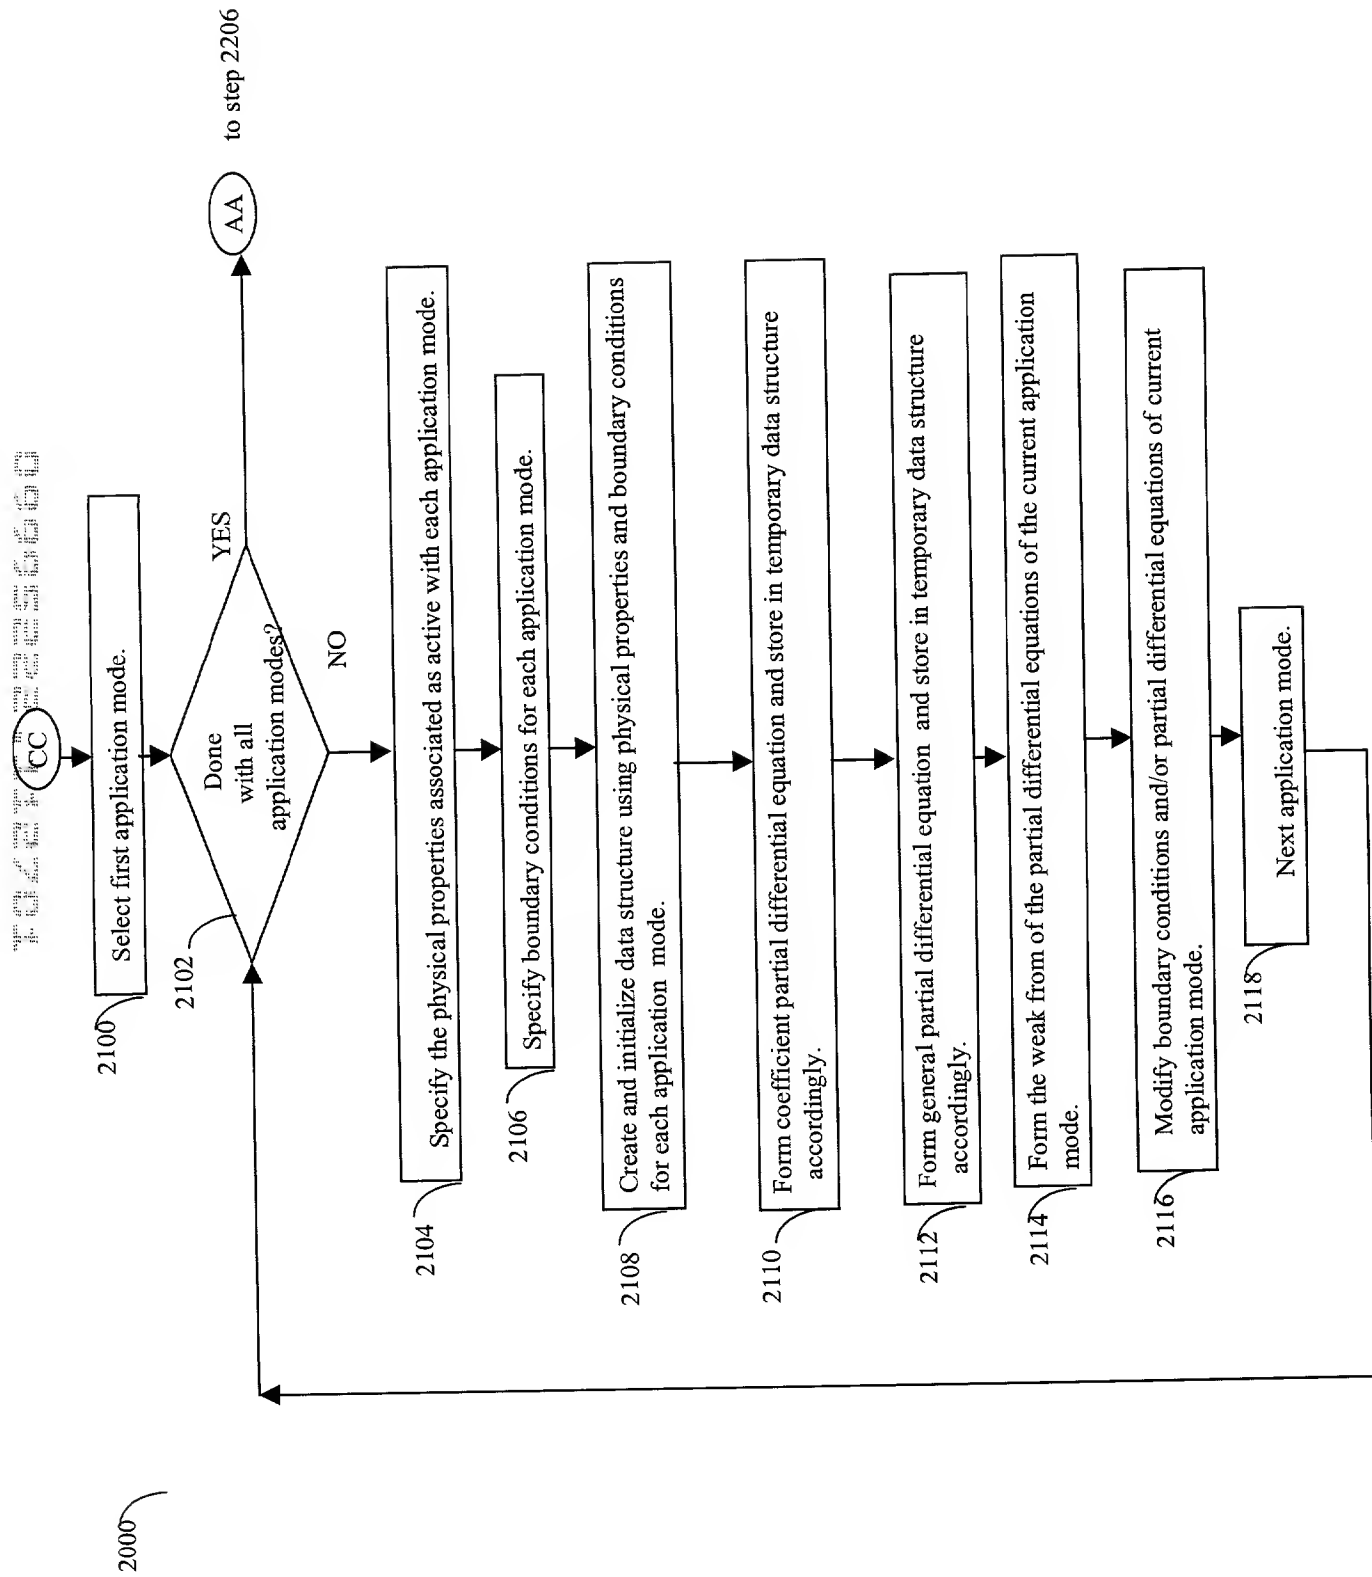 CC
2100
Select first application mode.
2102
Done
with all
application modes?
YES
AA
to step 2206
NO
2104
Specify the physical properties associated as active with each application mode.
2106
Specify boundary conditions for each application mode.
2108
Create and initialize data structure using physical properties and boundary conditions
for each application mode.
2110
Form coefficient partial differential equation and store in temporary data structure
accordingly.
2112
Form general partial differential equation and store in temporary data structure
accordingly.
2114
Form the weak from of the partial differential equations of the current application
mode.
2116
Modify boundary conditions and/or partial differential equations of current
application mode.
2118
Next application mode.
2000